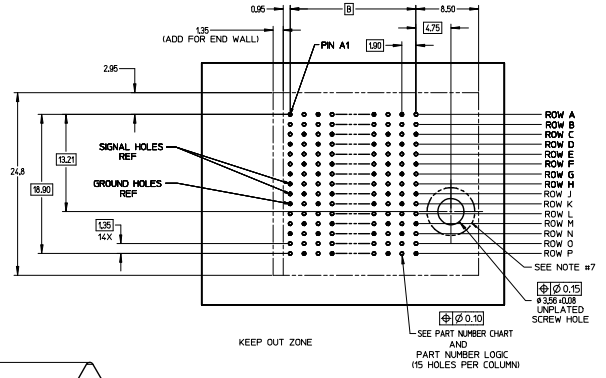 0.95
B
8.50
1.35
(ADD FOR END WALL)
4.75
PIN A1
1.90
2.95
ROW A
ROW B
ROW C
ROW D
ROW E
ROW F
ROW G
ROW H
ROW J
ROW K
ROW L
ROW M
ROW N
ROW O
ROW P
SIGNAL HOLES
REF
13.21
24.8
18.90
GROUND HOLES
REF
1.35
14X
SEE NOTE #7
⌖ Ø 0.15
Ø 3.56 ±0.08
UNPLATED
SCREW HOLE
⌖ Ø 0.10
SEE PART NUMBER CHART
AND
PART NUMBER LOGIC
(15 HOLES PER COLUMN)
KEEP OUT ZONE